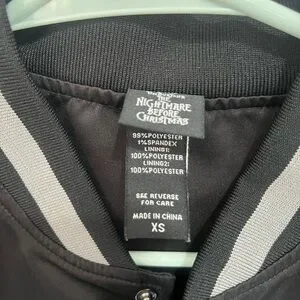 THE
NIGHTMARE
BEFORE
CHRISTMAS
99%POLYESTER
1%SPANDEX
LINING1:
100%POLYESTER
LINING2:
100%POLYESTER
SEE REVERSE
FOR CARE
MADE IN CHINA
XS